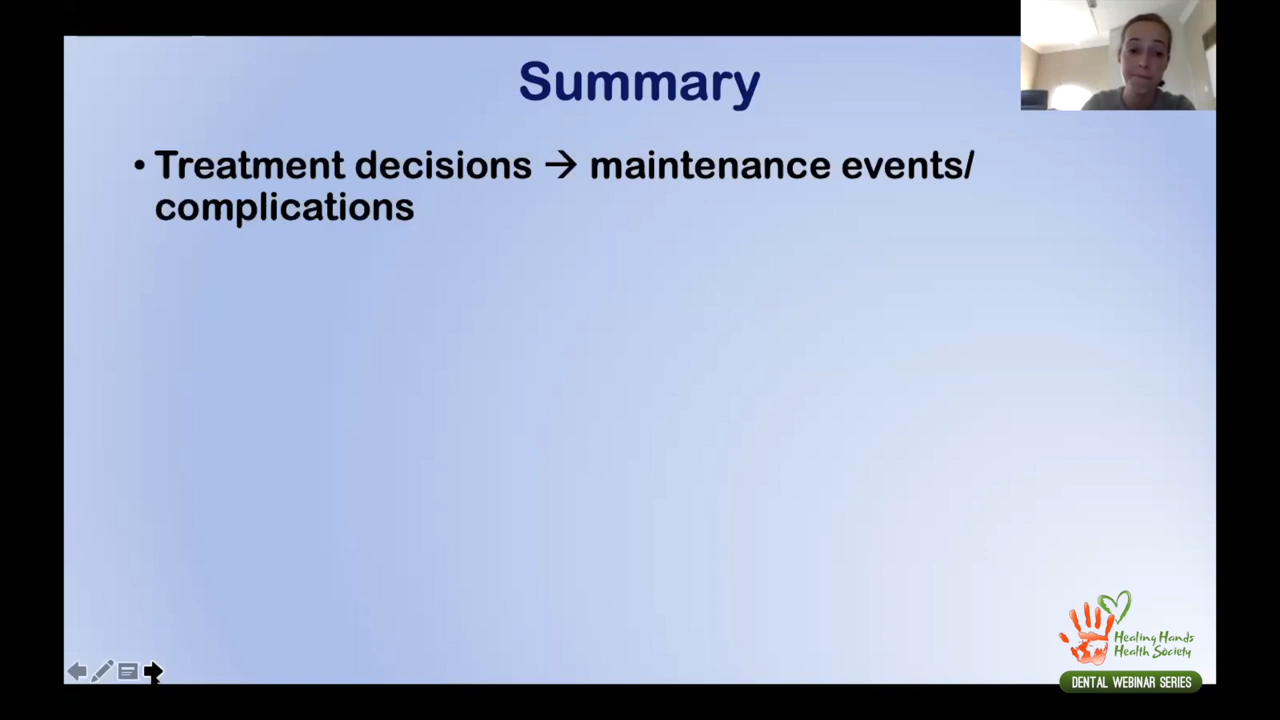 Summary
• Treatment decisions → maintenance events/
complications
Healing Hands
Health Society
DENTAL WEBINAR SERIES